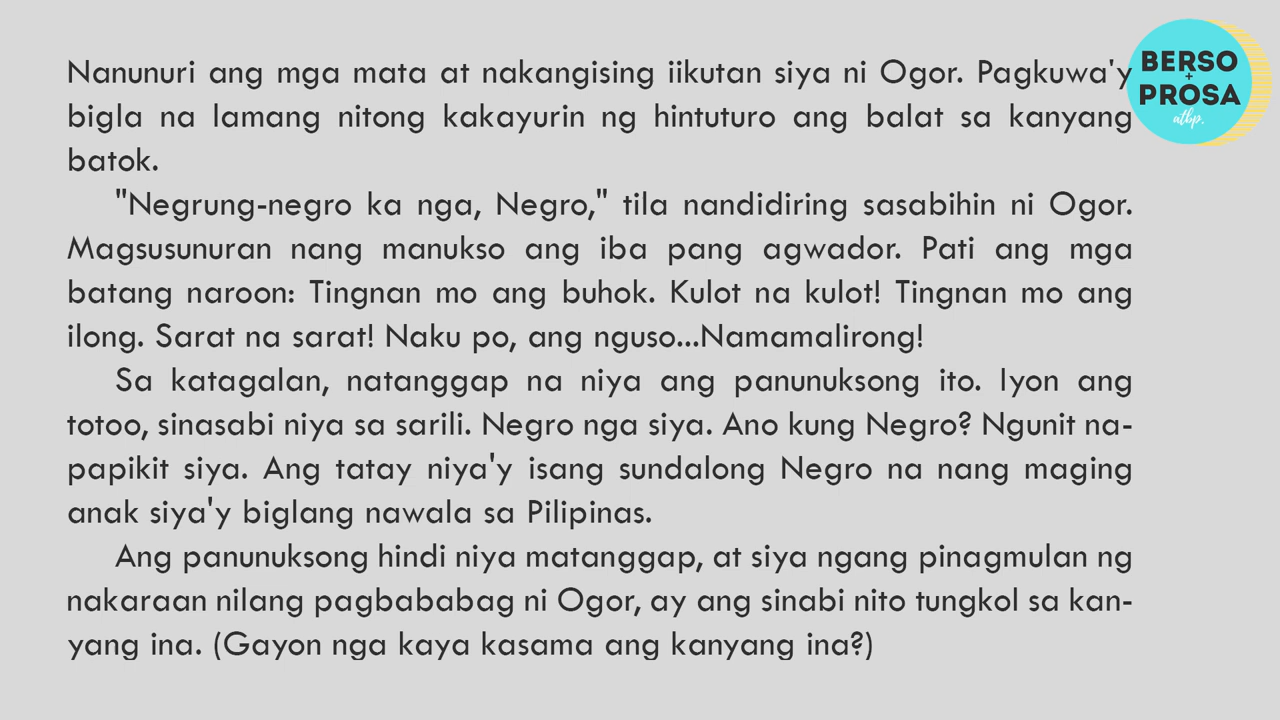 Nanunuri ang mga mata at nakangising iikutan siya ni Ogor. Pagkuwa'y
bigla na lamang nitong kakayurin ng hintuturo ang balat sa kanyang
batok.
"Negrung-negro ka nga, Negro," tila nandidiring sasabihin ni Ogor.
Magsusunuran nang manukso ang iba pang agwador. Pati ang mga
batang naroon: Tingnan mo ang buhok. Kulot na kulot! Tingnan mo ang
ilong. Sarat na sarat! Naku po, ang nguso...Namamalirong!
Sa katagalan, natanggap na niya ang panunuksong ito. Iyon ang
totoo, sinasabi niya sa sarili. Negro nga siya. Ano kung Negro? Ngunit na-
papikit siya. Ang tatay niya'y isang sundalong Negro na nang maging
anak siya'y biglang nawala sa Pilipinas.
Ang panunuksong hindi niya matanggap, at siya ngang pinagmulan ng
nakaraan nilang pagbababag ni Ogor, ay ang sinabi nito tungkol sa kan-
yang ina. (Gayon nga kaya kasama ang kanyang ina?)
BERSO
+
PROSA
atbp.